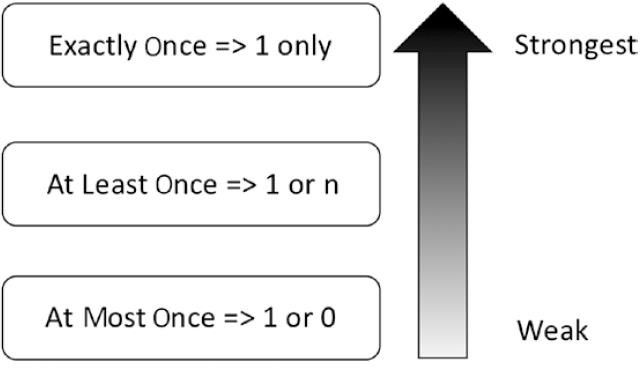 Exactly Once => 1 only
Strongest
At Least Once => 1 or n
At Most Once => 1 or 0
Weak